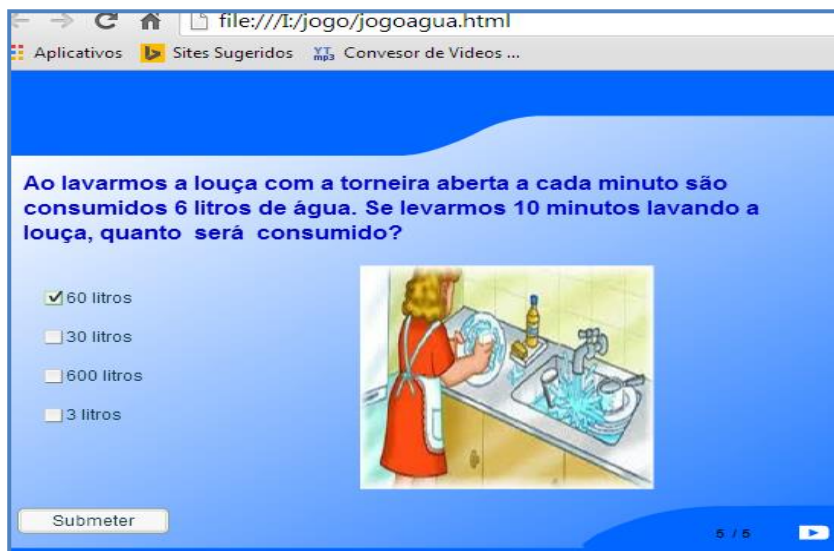 file:///I:/jogo/jogoagua.html
Aplicativos Sites Sugeridos YT mp3 Convesor de Videos ...
Ao lavarmos a louça com a torneira aberta a cada minuto são
consumidos 6 litros de água. Se levarmos 10 minutos lavando a
louça, quanto será consumido?
60 litros
30 litros
600 litros
3 litros
Submeter
5 / 5